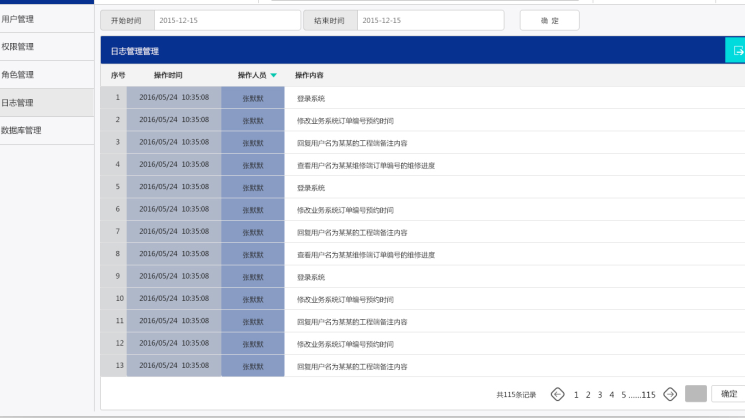 用户管理
权限管理
角色管理
日志管理
数据库管理
开始时间 2015-12-15 结束时间 2015-12-15 确 定
日志管理管理
序号 操作时间 操作人员 操作内容
1 2016/05/24 10:35:08 张默默 登录系统
2 2016/05/24 10:35:08 张默默 修改业务系统订单编号预约时间
3 2016/05/24 10:35:08 张默默 回复用户名为某某的工程端备注内容
4 2016/05/24 10:35:08 张默默 查看用户名为某某维修端订单编号的维修进度
5 2016/05/24 10:35:08 张默默 登录系统
6 2016/05/24 10:35:08 张默默 修改业务系统订单编号预约时间
7 2016/05/24 10:35:08 张默默 回复用户名为某某的工程端备注内容
8 2016/05/24 10:35:08 张默默 查看用户名为某某维修端订单编号的维修进度
9 2016/05/24 10:35:08 张默默 登录系统
10 2016/05/24 10:35:08 张默默 修改业务系统订单编号预约时间
11 2016/05/24 10:35:08 张默默 回复用户名为某某的工程端备注内容
12 2016/05/24 10:35:08 张默默 修改业务系统订单编号预约时间
13 2016/05/24 10:35:08 张默默 回复用户名为某某的工程端备注内容
共115条记录 1 2 3 4 5......115 确定